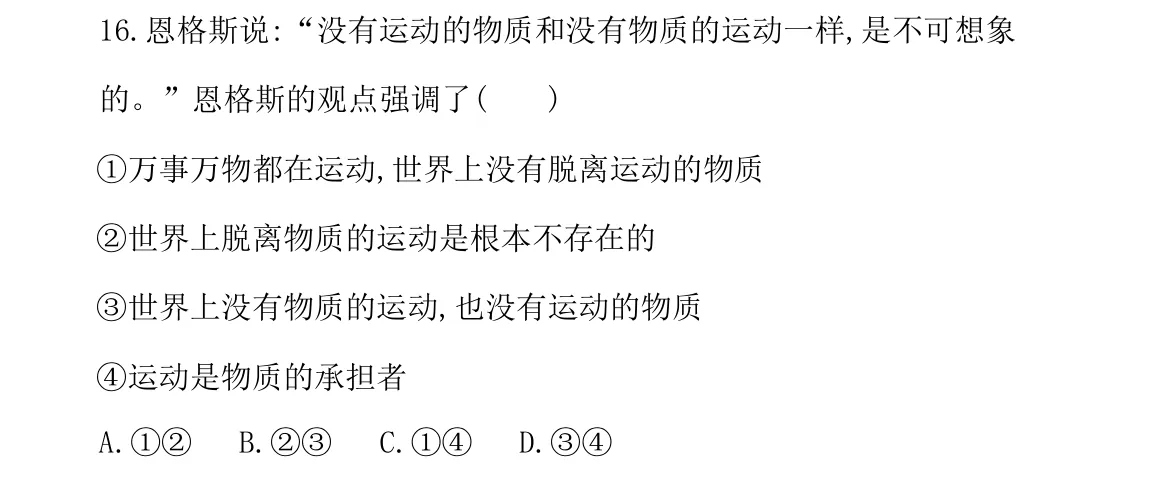 16.恩格斯说:“没有运动的物质和没有物质的运动一样,是不可想象
的。”恩格斯的观点强调了(　　)
①万事万物都在运动,世界上没有脱离运动的物质
②世界上脱离物质的运动是根本不存在的
③世界上没有物质的运动,也没有运动的物质
④运动是物质的承担者
A.①②　B.②③　C.①④　D.③④